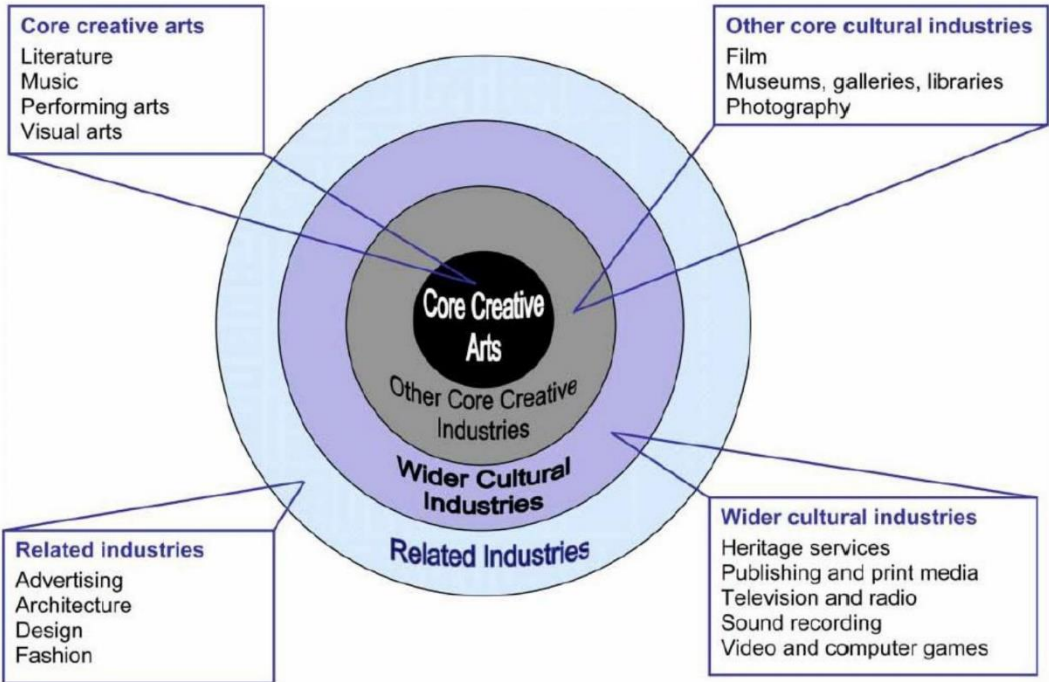 Core creative arts
Literature
Music
Performing arts
Visual arts
Other core cultural industries
Film
Museums, galleries, libraries
Photography
Core Creative
Arts
Other Core Creative
Industries
Wider Cultural
Industries
Related Industries
Related industries
Advertising
Architecture
Design
Fashion
Wider cultural industries
Heritage services
Publishing and print media
Television and radio
Sound recording
Video and computer games